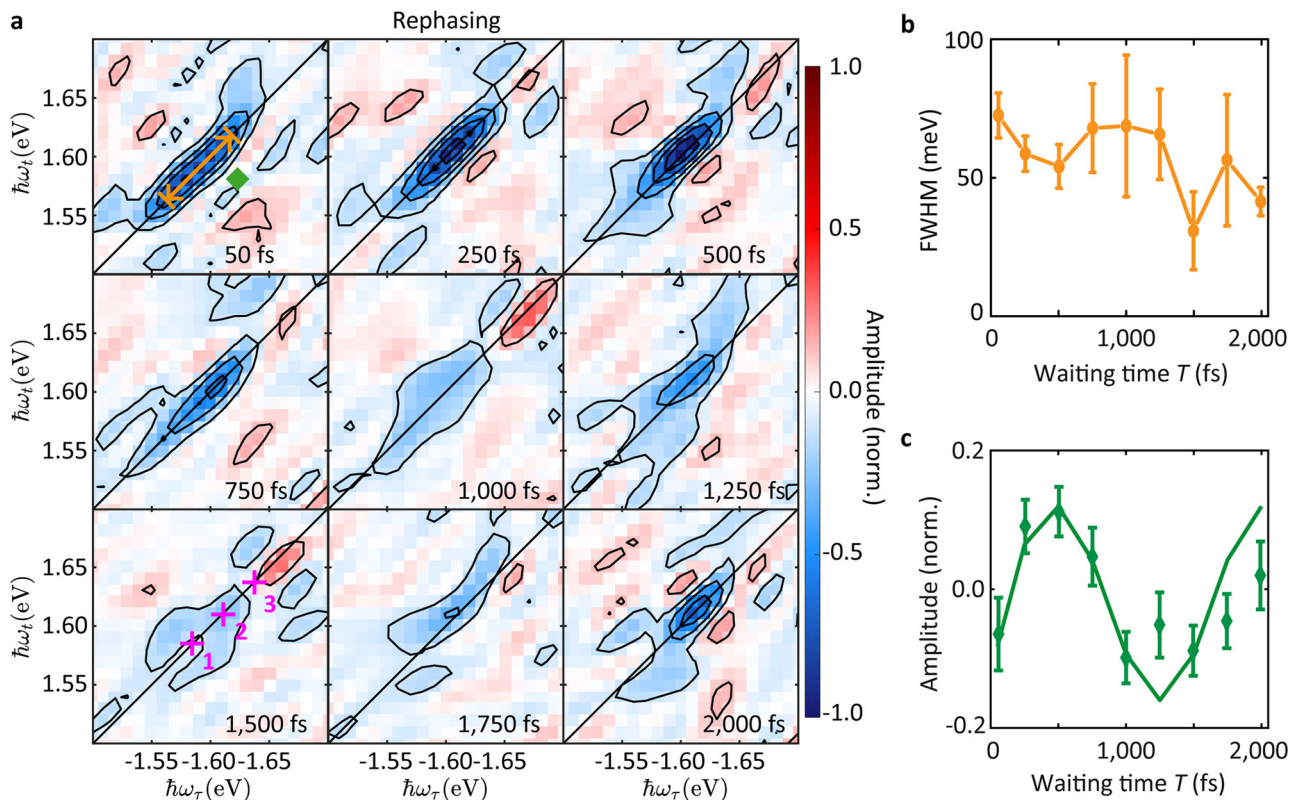 a
Rephasing
ħω_t(eV)
1.65
1.60
1.55
50 fs
250 fs
500 fs
ħω_t(eV)
1.65
1.60
1.55
750 fs
1,000 fs
1,250 fs
ħω_t(eV)
1.65
1.60
1.55
1
2
3
1,500 fs
1,750 fs
2,000 fs
-1.55 -1.60 -1.65
-1.55 -1.60 -1.65
-1.55 -1.60 -1.65
ħω_τ(eV)
ħω_τ(eV)
ħω_τ(eV)
1.0
0.5
0.0
-0.5
-1.0
Amplitude (norm.)
b
100
50
0
FWHM (meV)
0
1,000
2,000
Waiting time T (fs)
c
0.2
0.0
-0.2
Amplitude (norm.)
0
1,000
2,000
Waiting time T (fs)